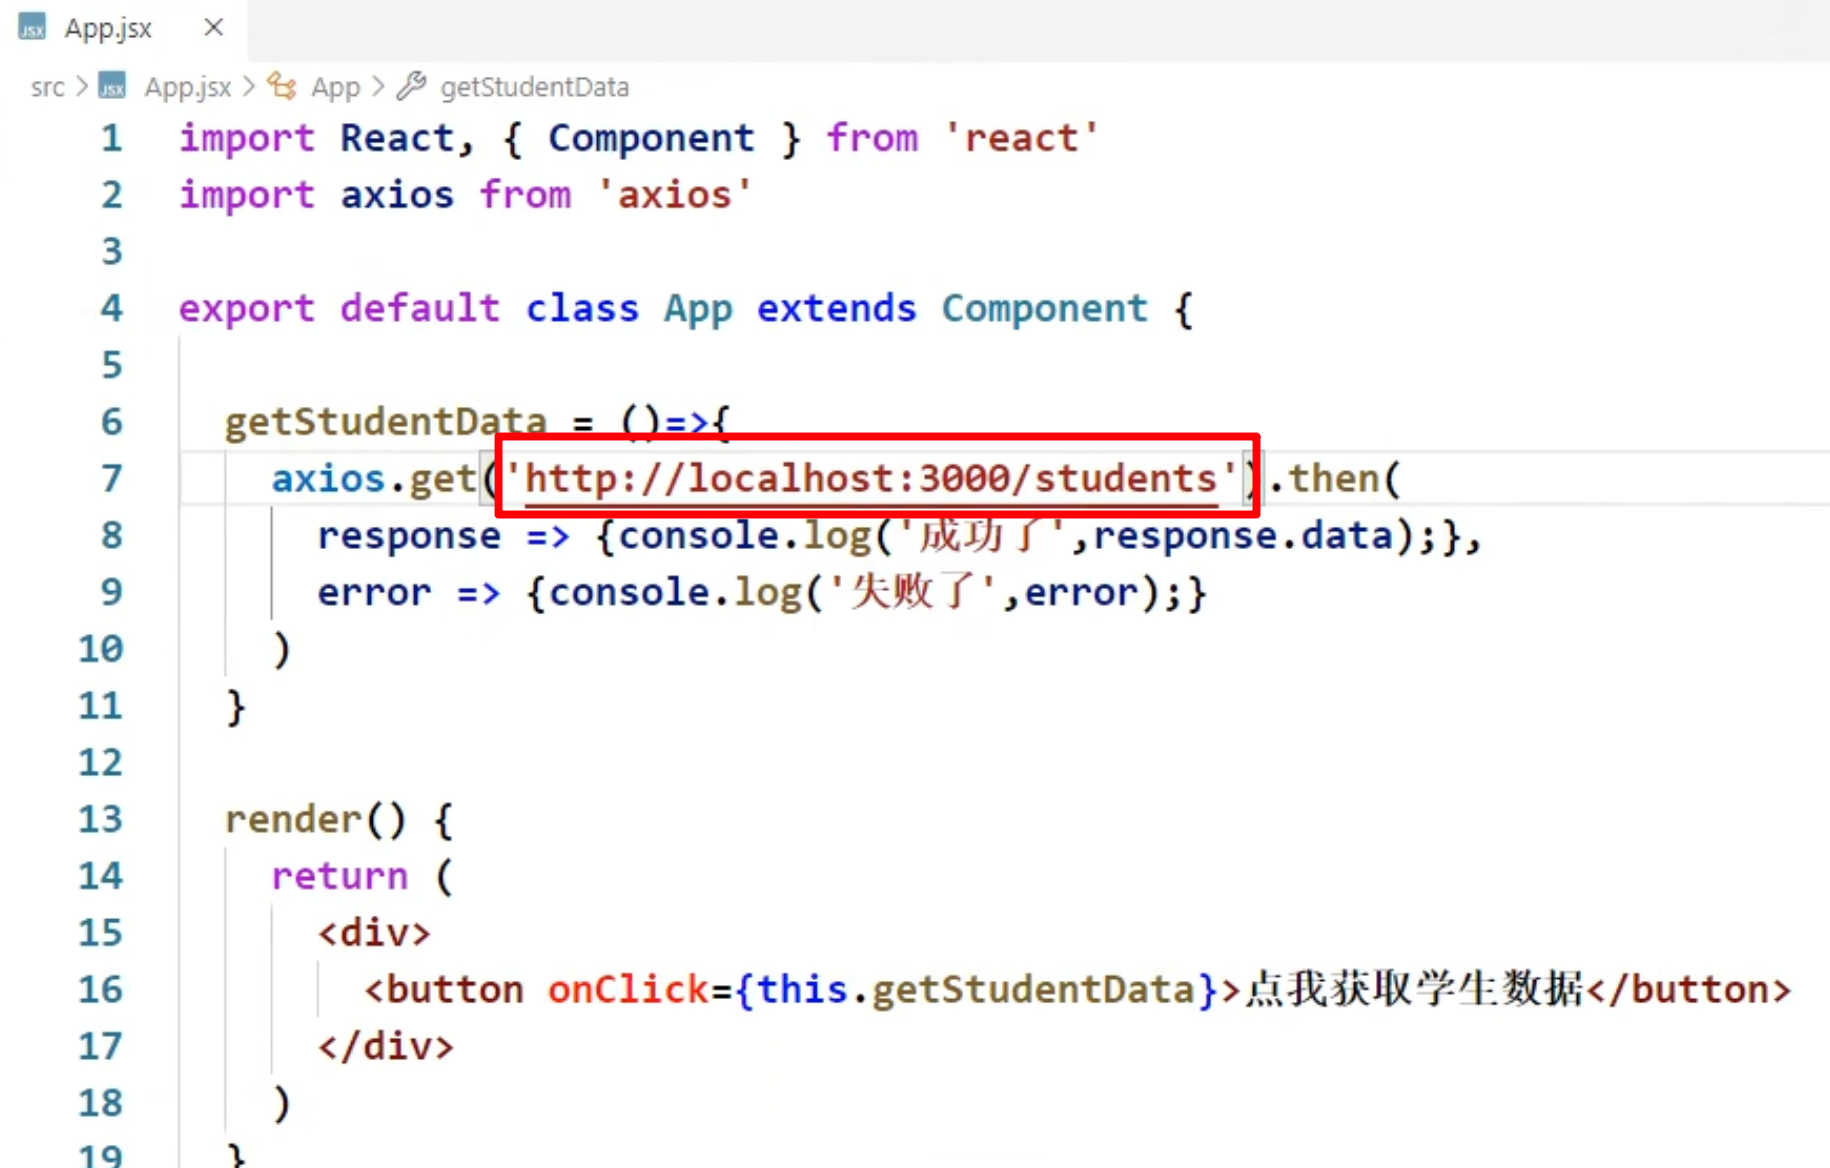 App.jsx
src > App.jsx > App > getStudentData
1 import React, { Component } from 'react'
2 import axios from 'axios'
3
4 export default class App extends Component {
5
6 getStudentData = ()=>{
7 axios.get('http://localhost:3000/students').then(
8 response => {console.log('成功了',response.data);},
9 error => {console.log('失败了',error);}
10 )
11 }
12
13 render() {
14 return (
15 <div>
16 <button onClick={this.getStudentData}>点我获取学生数据</button>
17 </div>
18 )
19 }